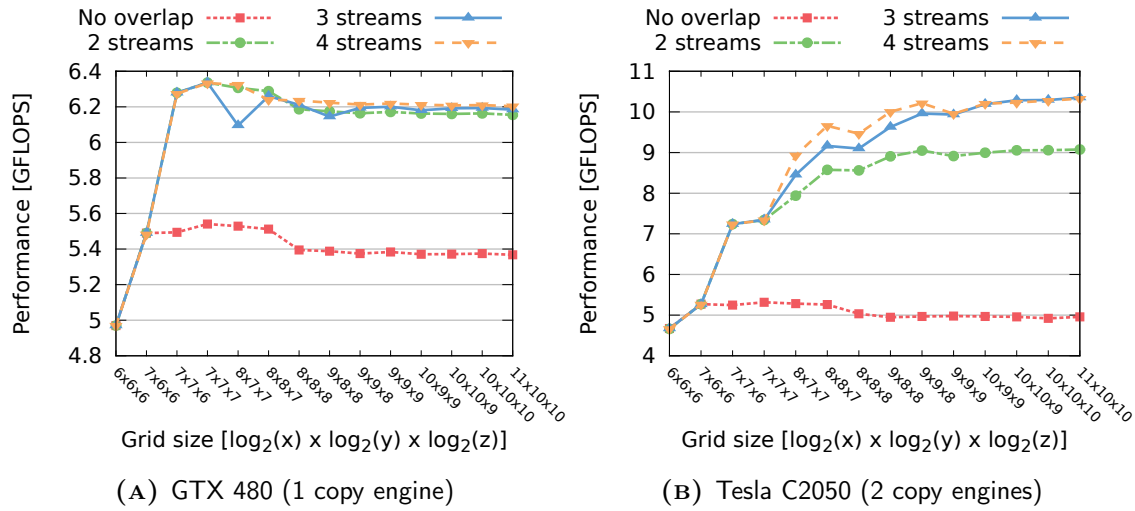 No overlap
2 streams
3 streams
4 streams
Performance [GFLOPS]
6.4
6.2
6
5.8
5.6
5.4
5.2
5
4.8
6x6x6
7x6x6
7x7x6
7x7x7
8x7x7
8x8x7
8x8x8
9x8x8
9x9x8
9x9x9
10x9x9
10x10x9
10x10x10
11x10x10
Grid size [log2(x) x log2(y) x log2(z)]
(A) GTX 480 (1 copy engine)
No overlap
2 streams
3 streams
4 streams
Performance [GFLOPS]
11
10
9
8
7
6
5
4
6x6x6
7x6x6
7x7x6
7x7x7
8x7x7
8x8x7
8x8x8
9x8x8
9x9x8
9x9x9
10x9x9
10x10x9
10x10x10
11x10x10
Grid size [log2(x) x log2(y) x log2(z)]
(B) Tesla C2050 (2 copy engines)